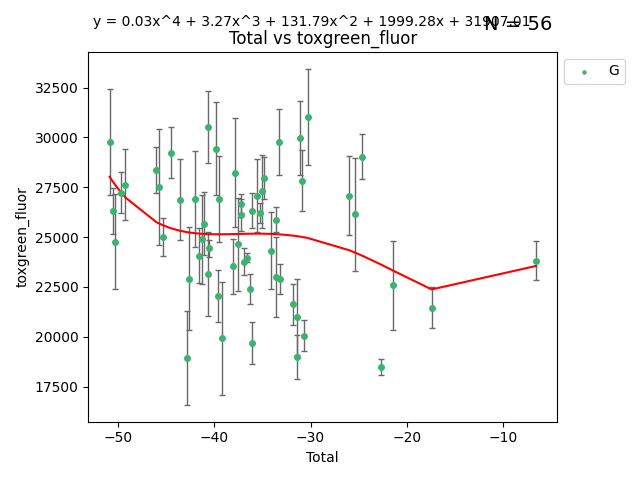 y = 0.03x^4 + 3.27x^3 + 131.79x^2 + 1999.28x + 31907.01
N = 56
Total vs toxgreen_fluor
G
32500
30000
27500
25000
22500
20000
17500
toxgreen_fluor
−50
−40
−30
−20
−10
Total